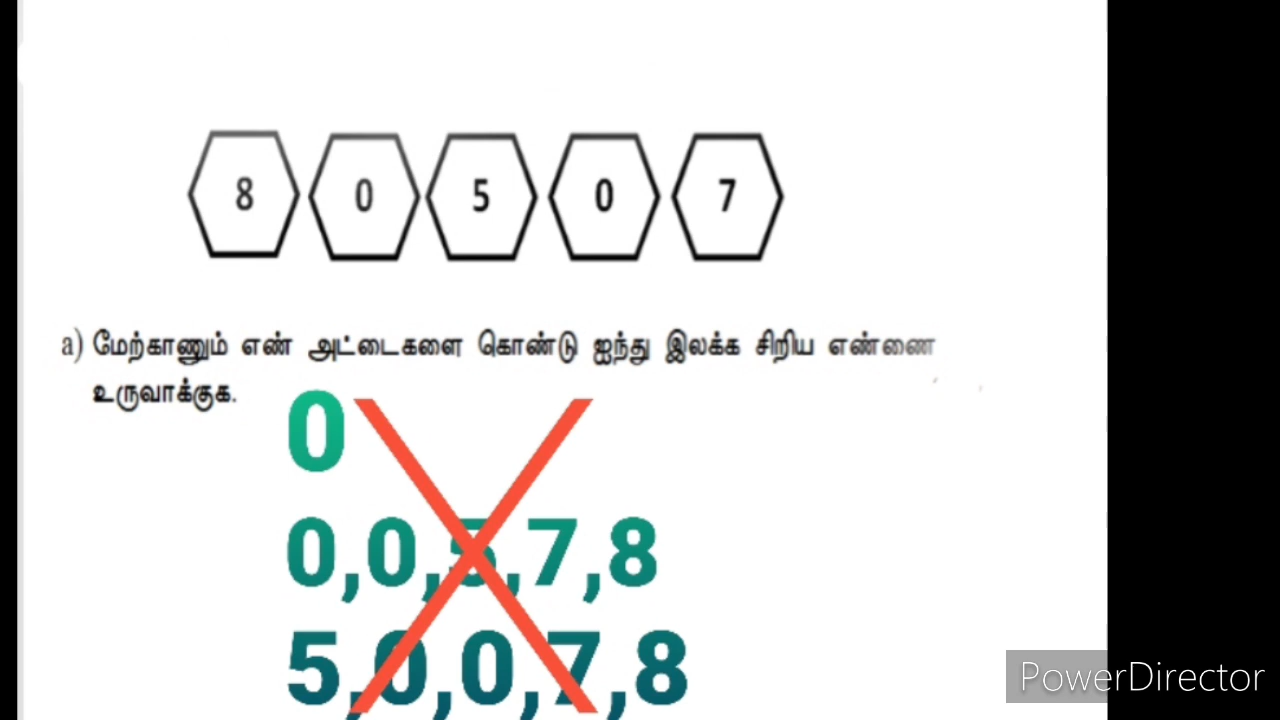 8 0 5 0 7
a) மேற்காணும் எண் அட்டைகளை கொண்டு ஐந்து இலக்க சிறிய எண்ணை
உருவாக்குக.
0
0,0,5,7,8
5,0,0,7,8
PowerDirector